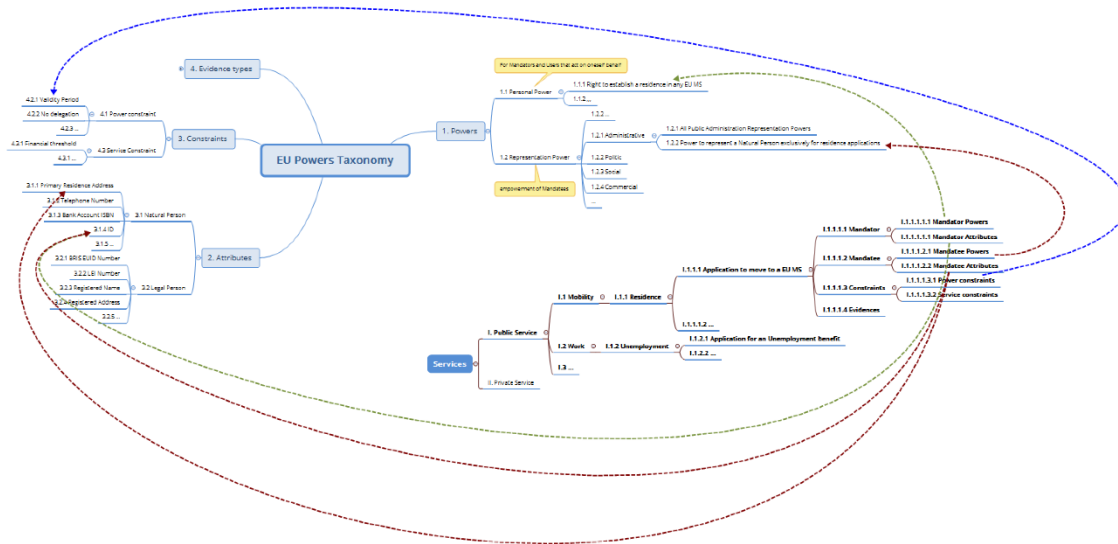 EU Powers Taxonomy
4. Evidence types
3. Constraints
4.1 Power constraint
4.2.1 Validity Period
4.2.2 No delegation
4.2.3 ...
4.3 Service Constraint
4.3.1 Financial threshold
4.3.1 ...
2. Attributes
3.1 Natural Person
3.1.1 Primary Residence Address
3.1.2 Telephone Number
3.1.3 Bank Account ISBN
3.1.4 ID
3.1.5 ...
3.2 Legal Person
3.2.1 BRIS EUID Number
3.2.2 LEI Number
3.2.3 Registered Name
3.2.4 Registered Address
3.2.5 ...
1. Powers
For Mandators and Users that act on oneself behalf
1.1 Personal Power
1.1.1 Right to establish a residence in any EU MS
1.1.2 ...
1.2 Representation Power
empowerment of Mandatees
1.2.2 ...
1.2.1 Administrative
1.2.1 All Public Administration Representation Powers
1.2.2 Power to represent a Natural Person exclusively for residence applications
1.2.2 Politic
1.2.3 Social
1.2.4 Commercial
...
Services
I. Public Service
I.1 Mobility
I.1.1 Residence
I.1.1.1 Application to move to a EU MS
I.1.1.1.1 Mandator
I.1.1.1.1.1 Mandator Powers
I.1.1.1.1.1 Mandator Attributes
I.1.1.1.2 Mandatee
I.1.1.1.2.1 Mandatee Powers
I.1.1.1.2.2 Mandatee Attributes
I.1.1.1.3 Constraints
I.1.1.1.3.1 Power constraints
I.1.1.1.3.2 Service constraints
I.1.1.1.4 Evidences
I.1.1.1.2 ...
I.2 Work
I.1.2 Unemployment
I.1.2.1 Application for an Unemployment benefit
I.1.2.2 ...
I.3 ...
II. Private Service